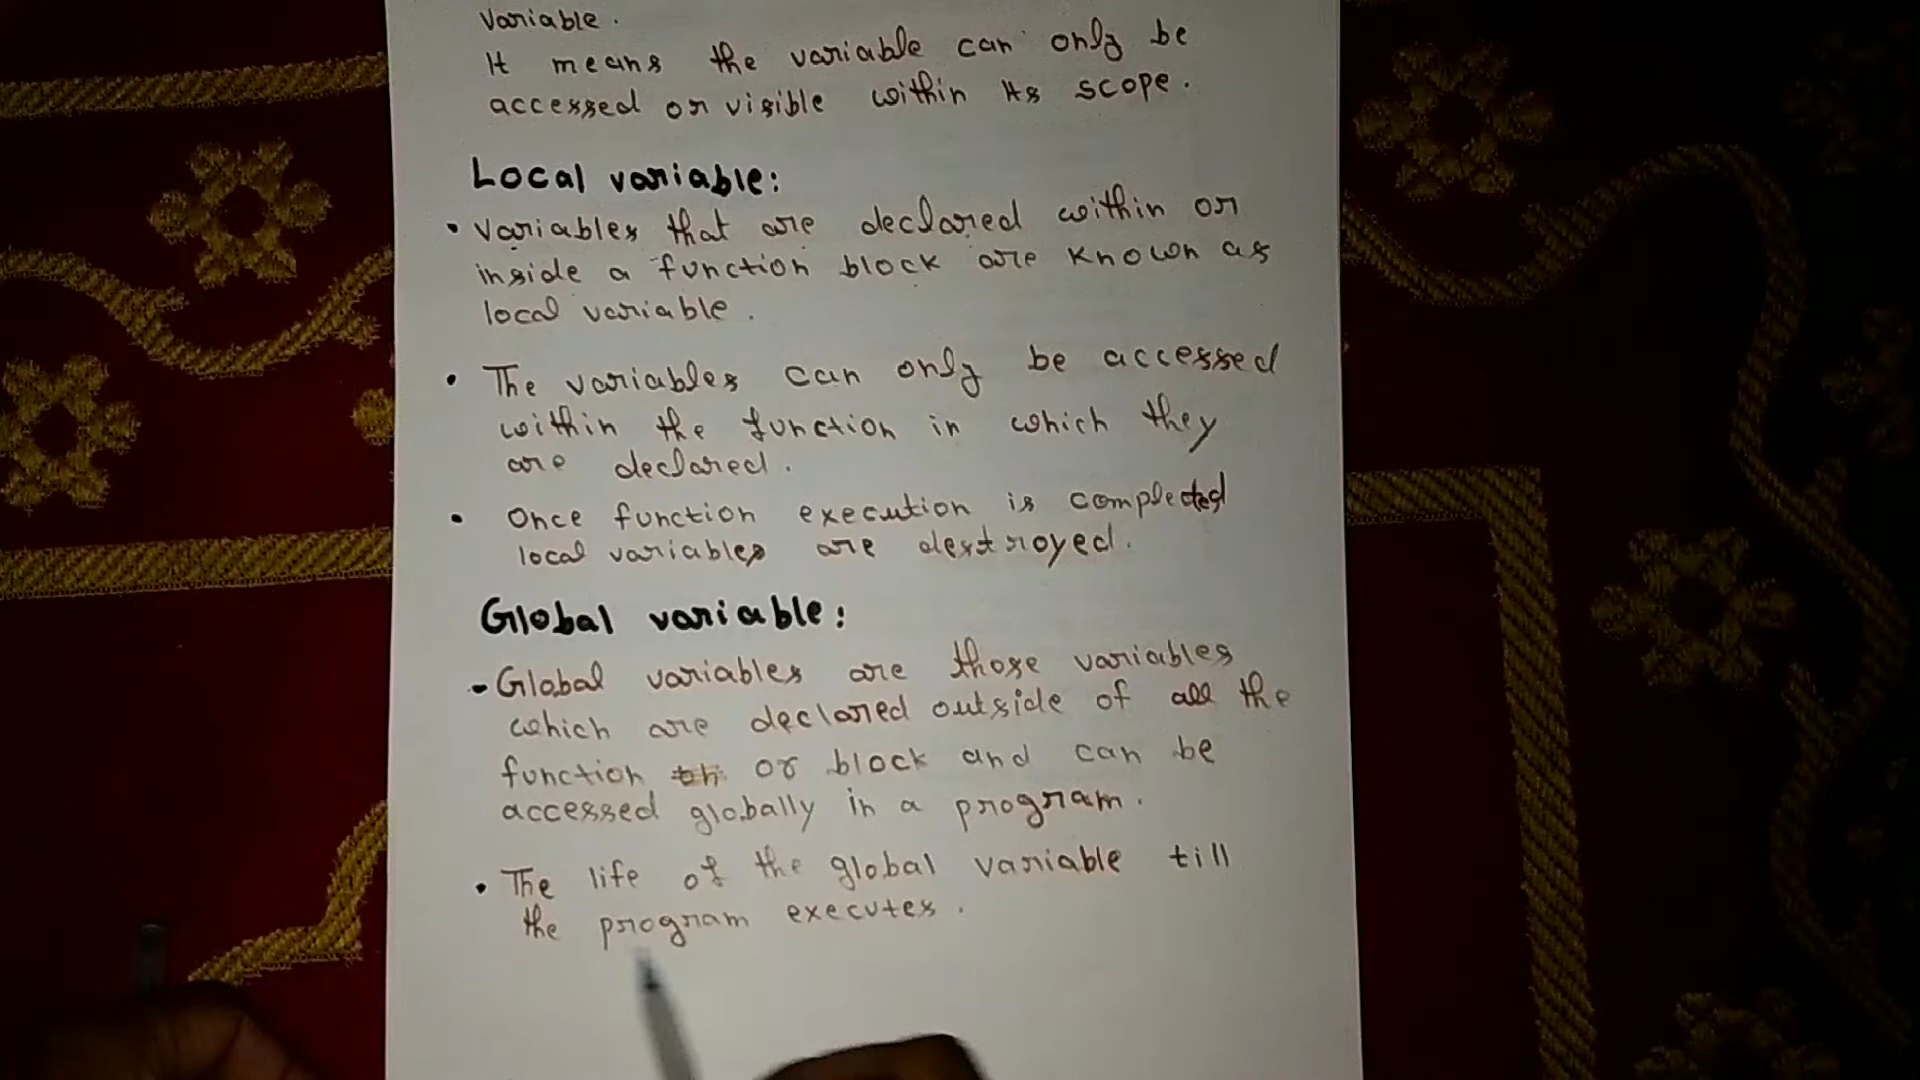 variable.
It means the variable can only be
accessed or visible within its scope.
Local variable:
• Variables that are declared within or
inside a function block are known as
local variable.
• The variables can only be accessed
within the function in which they
are declared.
• Once function execution is completed
local variables are destroyed.
Global variable:
• Global variables are those variables
which are declared outside of all the
function or block and can be
accessed globally in a program.
• The life of the global variable till
the program executes.